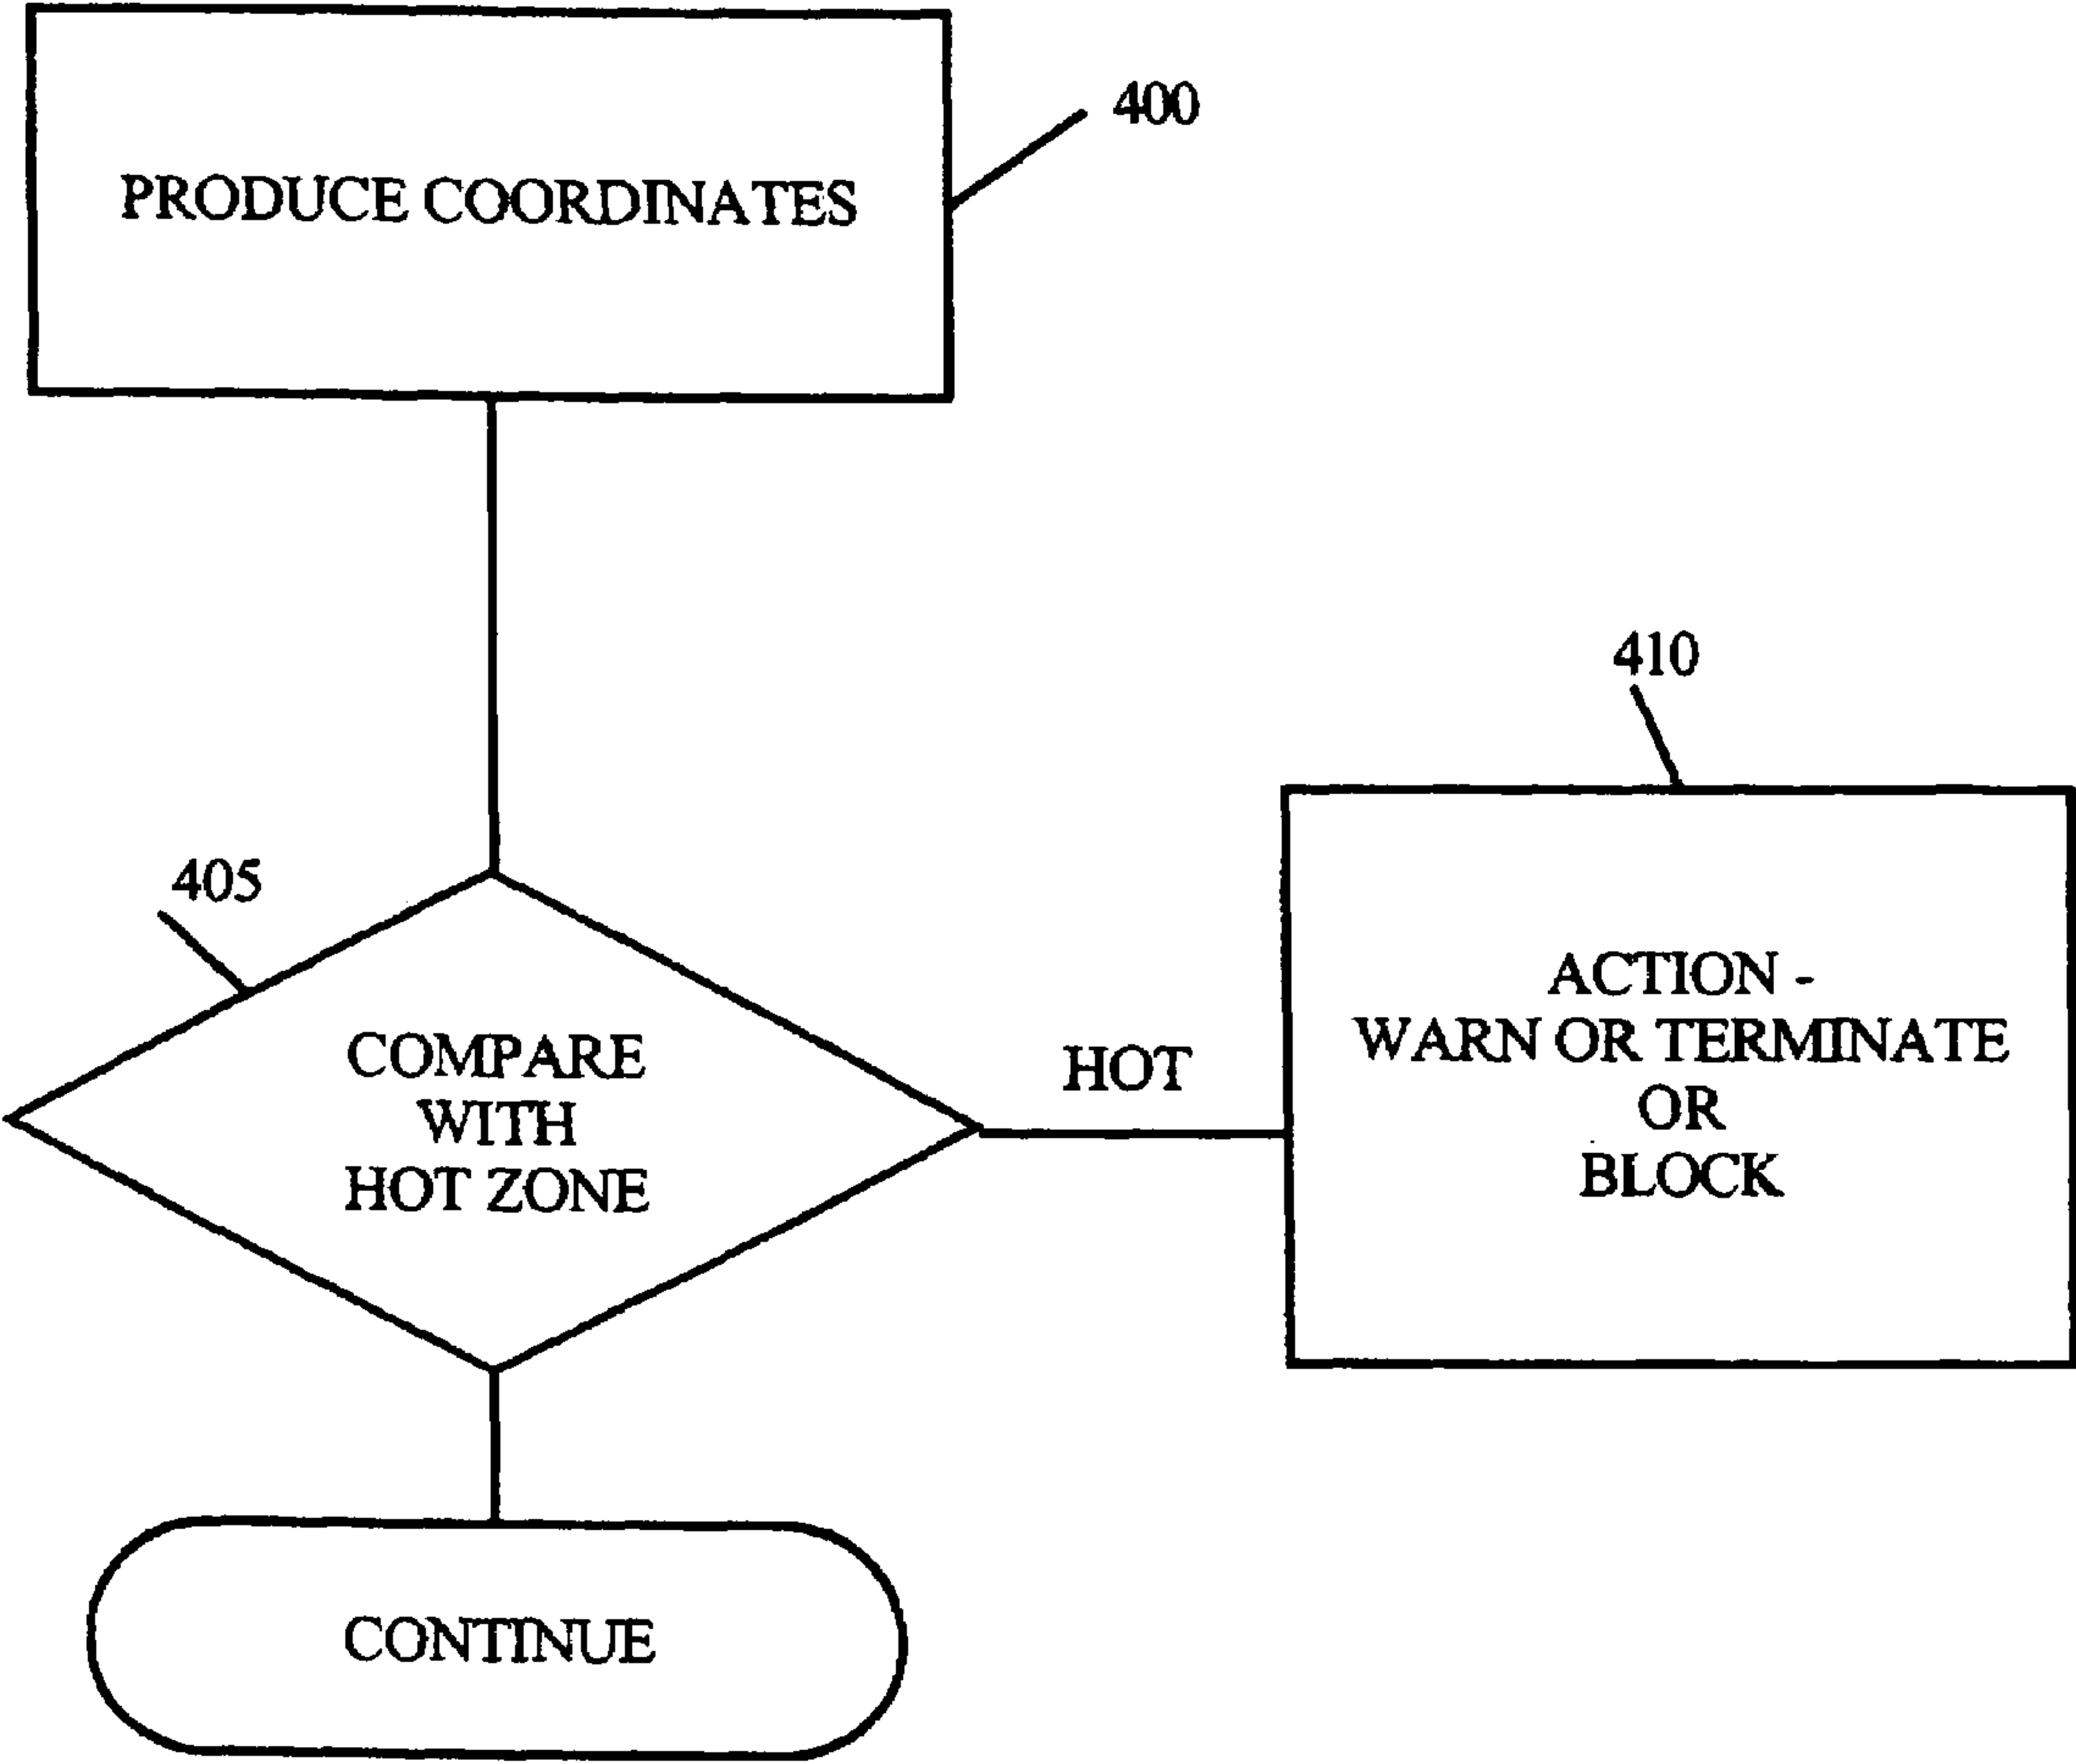 400
PRODUCE COORDINATES
410
405
COMPARE
WITH
HOT ZONE
HOT
ACTION -
WARN OR TERMINATE
OR
BLOCK
CONTINUE